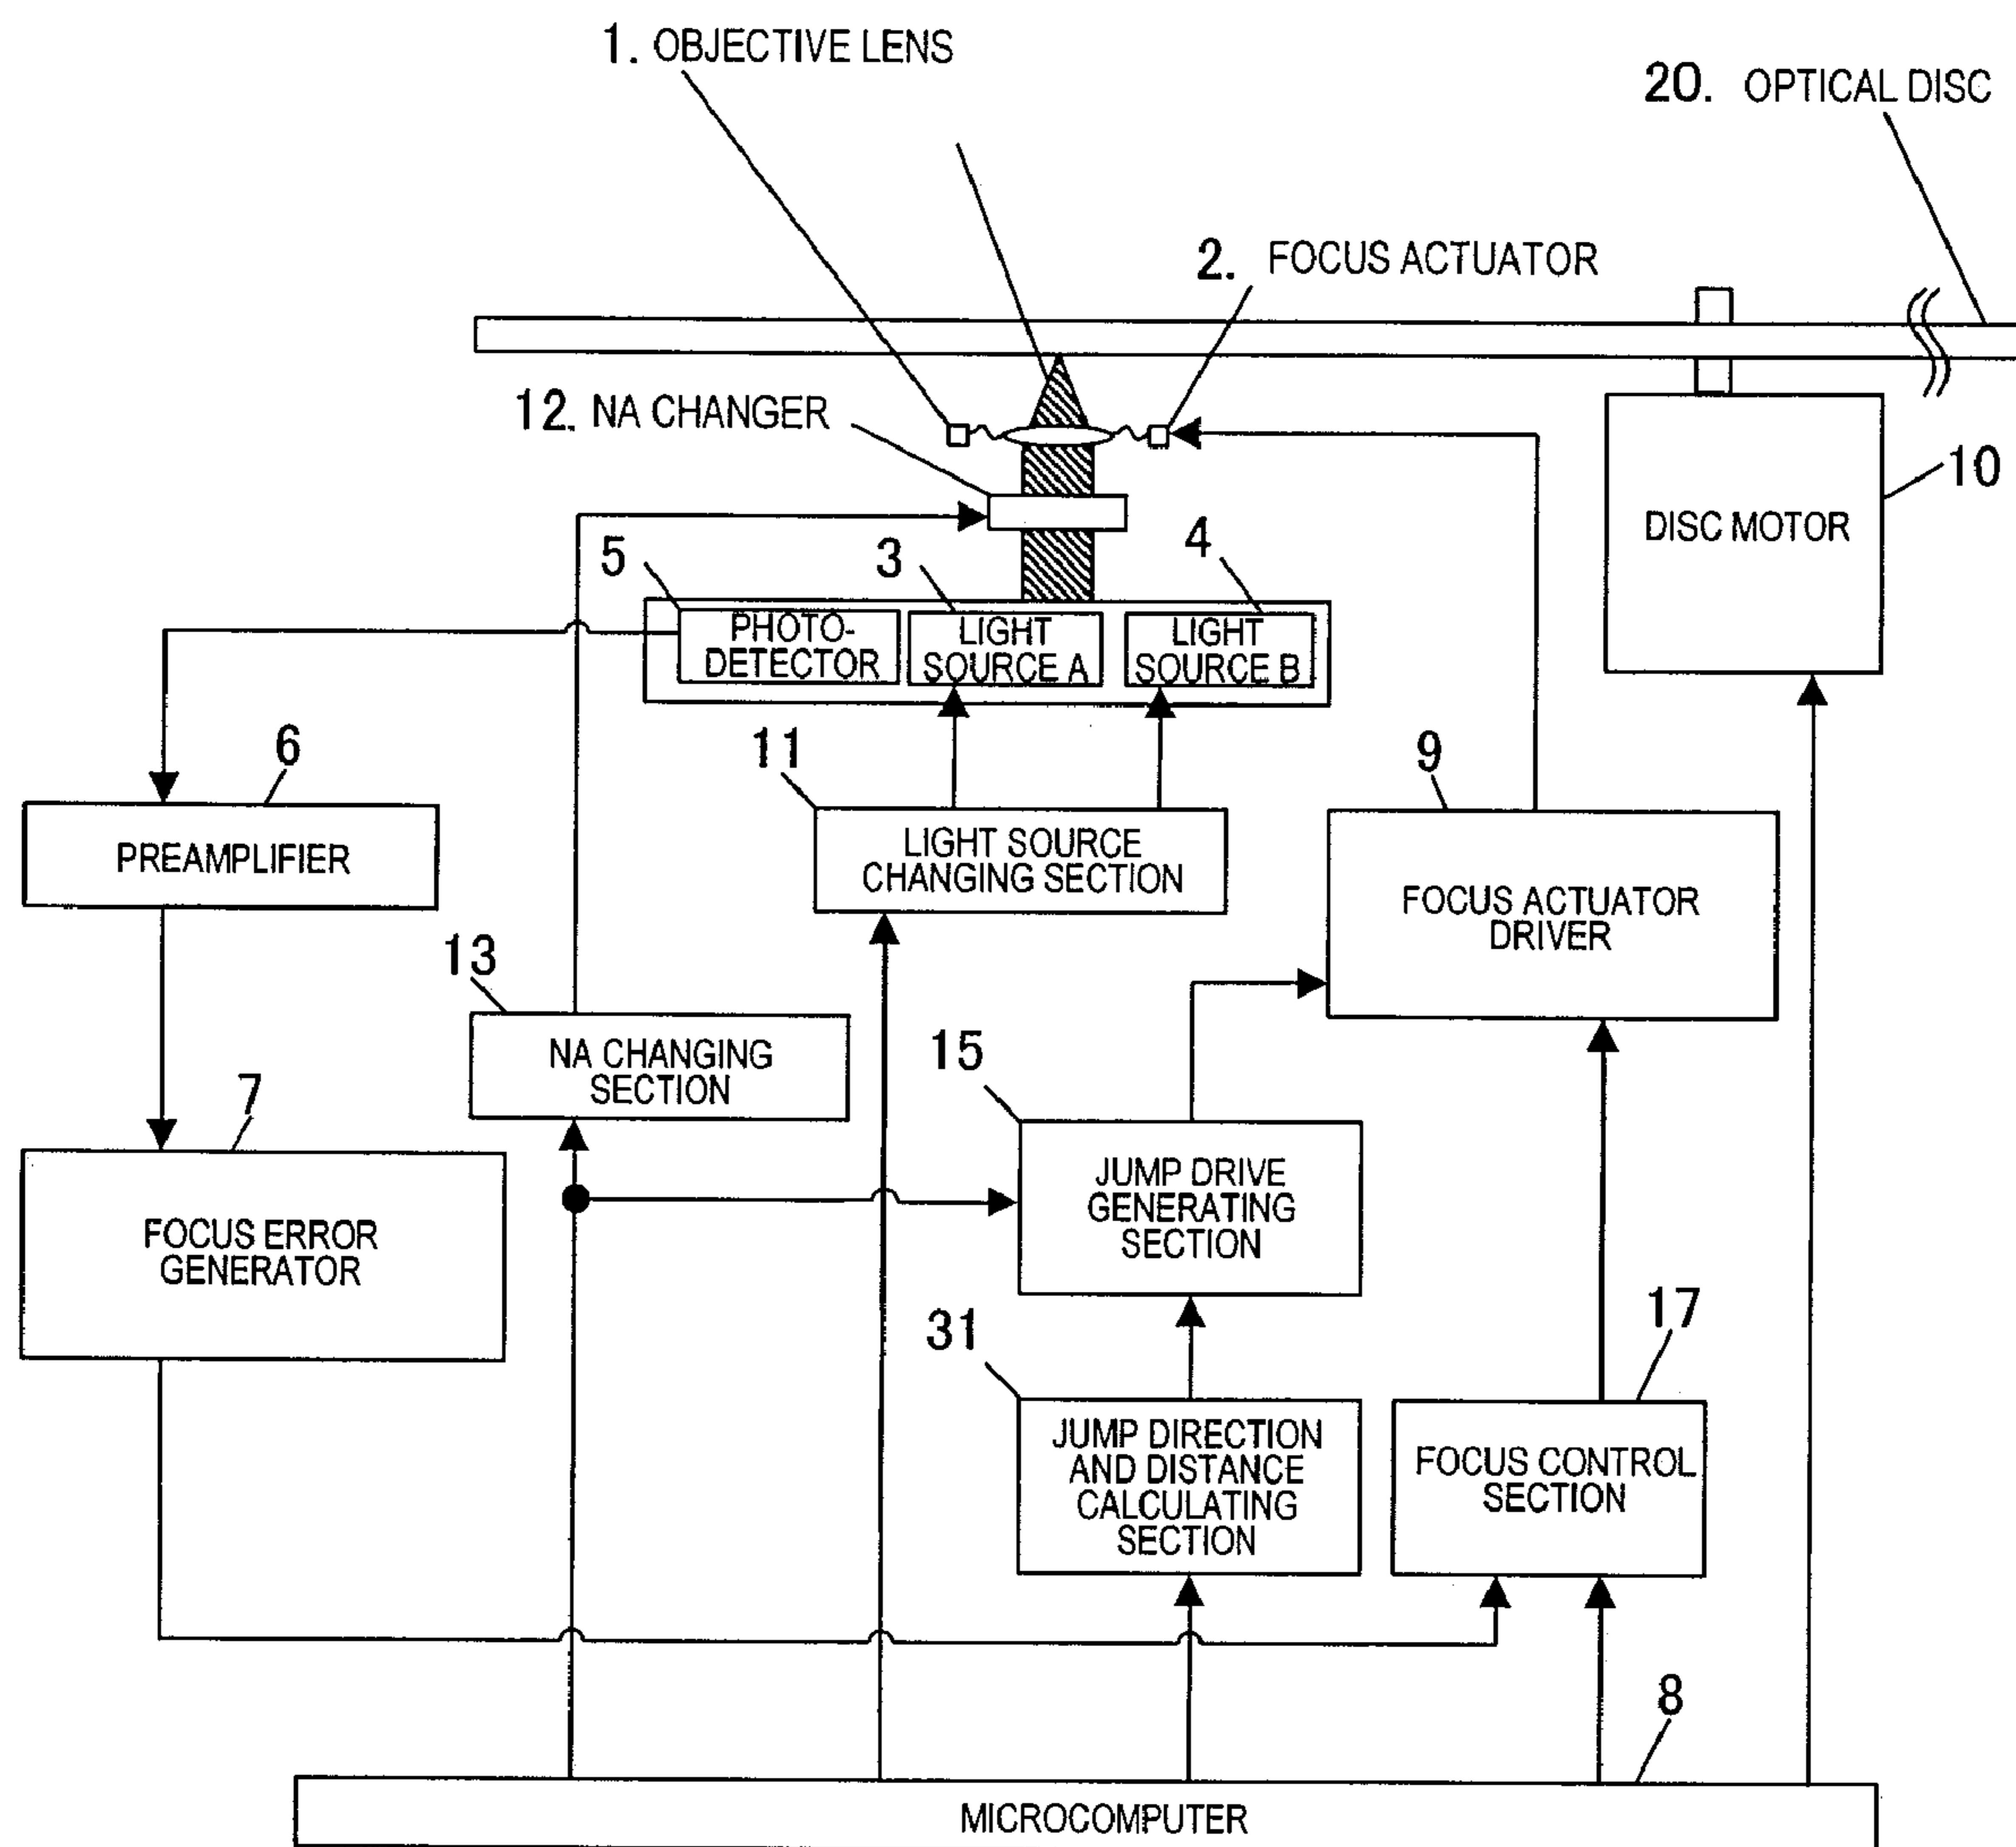 1. OBJECTIVE LENS
20. OPTICAL DISC
2. FOCUS ACTUATOR
12. NA CHANGER
10
DISC MOTOR
5
3
4
PHOTO-
DETECTOR
LIGHT
SOURCE A
LIGHT
SOURCE B
6
11
9
PREAMPLIFIER
LIGHT SOURCE
CHANGING SECTION
FOCUS ACTUATOR
DRIVER
13
NA CHANGING
SECTION
15
7
JUMP DRIVE
GENERATING
SECTION
FOCUS ERROR
GENERATOR
31
17
JUMP DIRECTION
AND DISTANCE
CALCULATING
SECTION
FOCUS CONTROL
SECTION
8
MICROCOMPUTER